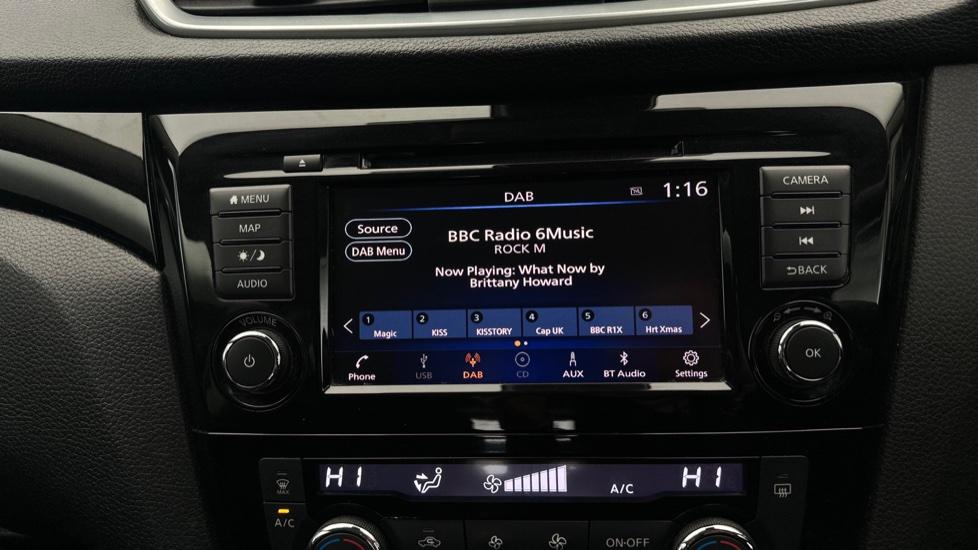 MENU
MAP
AUDIO
VOLUME
DAB
1:16
Source
DAB Menu
BBC Radio 6Music
ROCK M
Now Playing: What Now by
Brittany Howard
1 Magic
2 KISS
3 KISSTORY
4 Cap UK
5 BBC R1X
6 Hrt Xmas
Phone
USB
DAB
CD
AUX
BT Audio
Settings
CAMERA
BACK
OK
MAX
A/C
HI
A/C
HI
ON-OFF